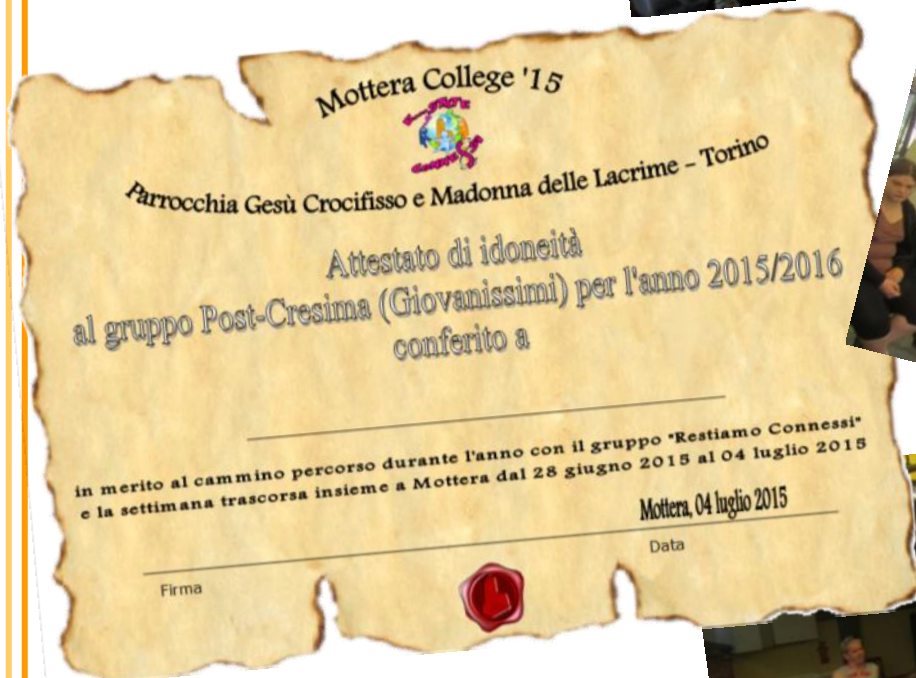 Mottera College '15
Parrocchia Gesù Crocifisso e Madonna delle Lacrime - Torino
Attestato di idoneità
al gruppo Post-Cresima (Giovanissimi) per l'anno 2015/2016
conferito a
in merito al cammino percorso durante l'anno con il gruppo "Restiamo Connessi"
e la settimana trascorsa insieme a Mottera dal 28 giugno 2015 al 04 luglio 2015
Mottera, 04 luglio 2015
Firma
Data